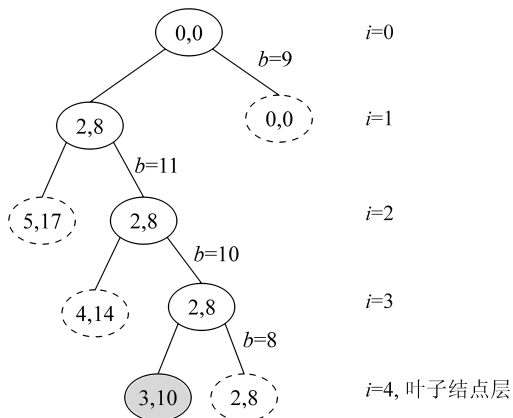 0,0 i=0
b=9
2,8 0,0 i=1
b=11
5,17 2,8 i=2
b=10
4,14 2,8 i=3
b=8
3,10 2,8 i=4, 叶子结点层